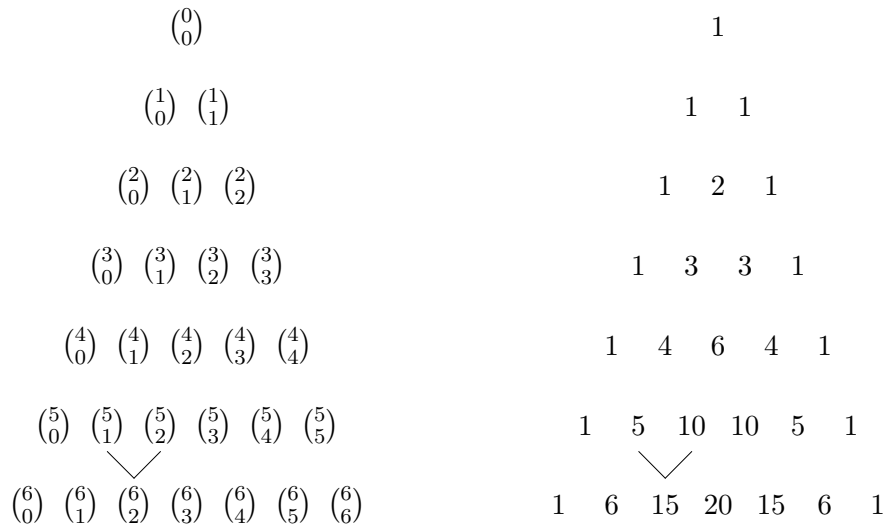 (0 0) 1
(1 0) (1 1) 1 1
(2 0) (2 1) (2 2) 1 2 1
(3 0) (3 1) (3 2) (3 3) 1 3 3 1
(4 0) (4 1) (4 2) (4 3) (4 4) 1 4 6 4 1
(5 0) (5 1) (5 2) (5 3) (5 4) (5 5) 1 5 10 10 5 1
(6 0) (6 1) (6 2) (6 3) (6 4) (6 5) (6 6) 1 6 15 20 15 6 1